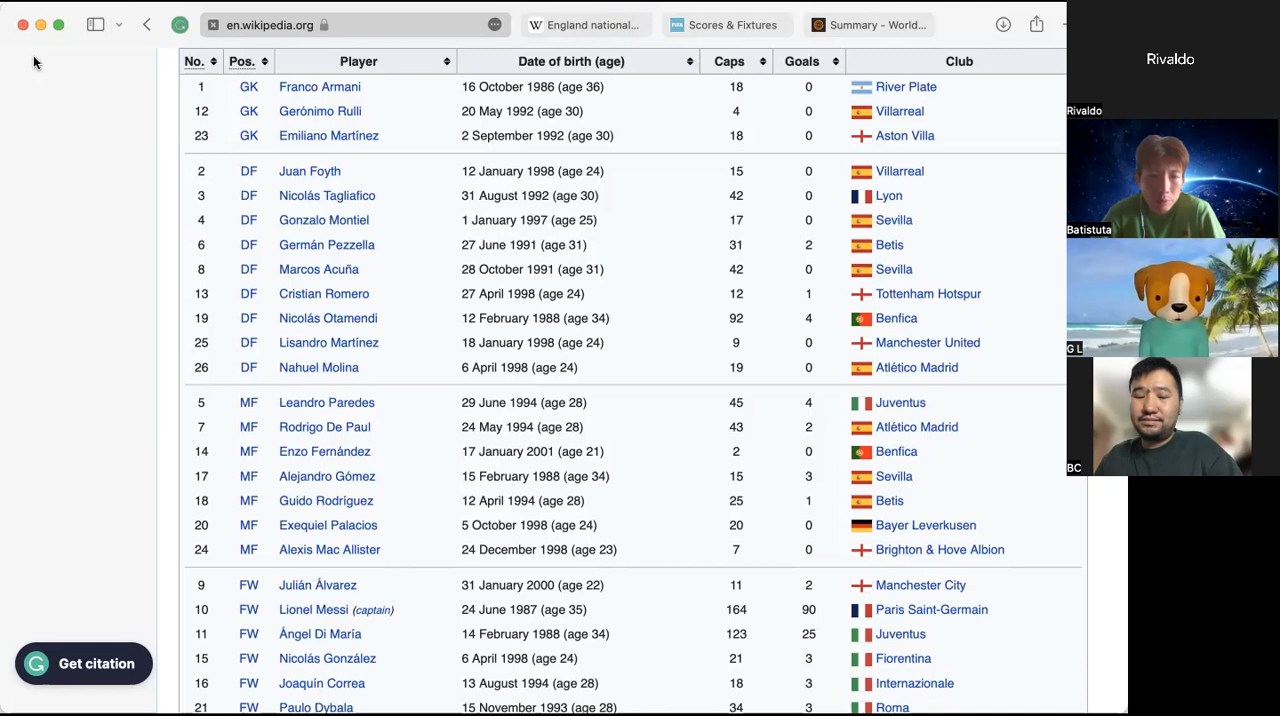 en.wikipedia.org
W England national...
FIFA Scores & Fixtures
Summary - World...
No. Pos. Player Date of birth (age) Caps Goals Club
1 GK Franco Armani 16 October 1986 (age 36) 18 0 River Plate
12 GK Gerónimo Rulli 20 May 1992 (age 30) 4 0 Villarreal
23 GK Emiliano Martínez 2 September 1992 (age 30) 18 0 Aston Villa
2 DF Juan Foyth 12 January 1998 (age 24) 15 0 Villarreal
3 DF Nicolás Tagliafico 31 August 1992 (age 30) 42 0 Lyon
4 DF Gonzalo Montiel 1 January 1997 (age 25) 17 0 Sevilla
6 DF Germán Pezzella 27 June 1991 (age 31) 31 2 Betis
8 DF Marcos Acuña 28 October 1991 (age 31) 42 0 Sevilla
13 DF Cristian Romero 27 April 1998 (age 24) 12 1 Tottenham Hotspur
19 DF Nicolás Otamendi 12 February 1988 (age 34) 92 4 Benfica
25 DF Lisandro Martínez 18 January 1998 (age 24) 9 0 Manchester United
26 DF Nahuel Molina 6 April 1998 (age 24) 19 0 Atlético Madrid
5 MF Leandro Paredes 29 June 1994 (age 28) 45 4 Juventus
7 MF Rodrigo De Paul 24 May 1994 (age 28) 43 2 Atlético Madrid
14 MF Enzo Fernández 17 January 2001 (age 21) 2 0 Benfica
17 MF Alejandro Gómez 15 February 1988 (age 34) 15 3 Sevilla
18 MF Guido Rodríguez 12 April 1994 (age 28) 25 1 Betis
20 MF Exequiel Palacios 5 October 1998 (age 24) 20 0 Bayer Leverkusen
24 MF Alexis Mac Allister 24 December 1998 (age 23) 7 0 Brighton & Hove Albion
9 FW Julián Álvarez 31 January 2000 (age 22) 11 2 Manchester City
10 FW Lionel Messi (captain) 24 June 1987 (age 35) 164 90 Paris Saint-Germain
11 FW Ángel Di María 14 February 1988 (age 34) 123 25 Juventus
15 FW Nicolás González 6 April 1998 (age 24) 21 3 Fiorentina
16 FW Joaquín Correa 13 August 1994 (age 28) 18 3 Internazionale
21 FW Paulo Dybala 15 November 1993 (age 28) 34 3 Roma
Get citation
Rivaldo
Rivaldo
Batistuta
G L
BC